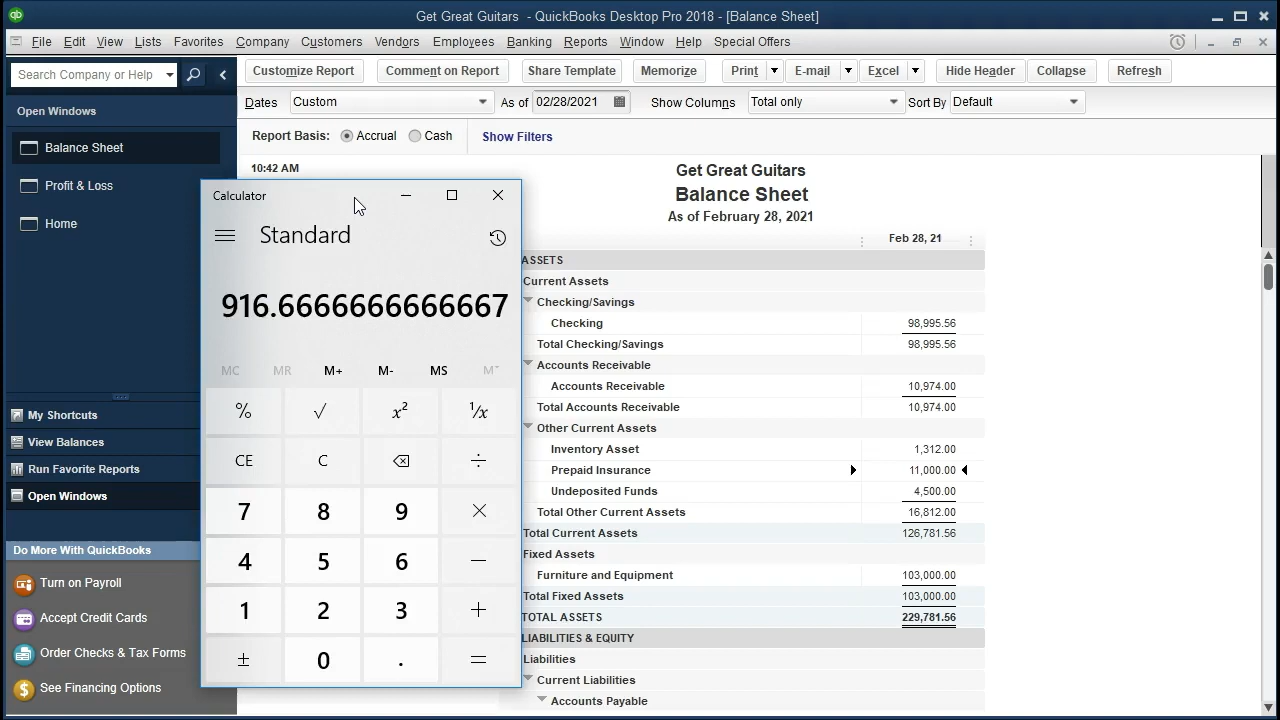 Get Great Guitars - QuickBooks Desktop Pro 2018 - [Balance Sheet]
File Edit View Lists Favorites Company Customers Vendors Employees Banking Reports Window Help Special Offers
Search Company or Help
Customize Report Comment on Report Share Template Memorize Print E-mail Excel Hide Header Collapse Refresh
Dates Custom As of 02/28/2021 Show Columns Total only Sort By Default
Open Windows
Report Basis: Accrual Cash Show Filters
Balance Sheet
Profit & Loss
Home
10:42 AM
Get Great Guitars
Balance Sheet
As of February 28, 2021
Feb 28, 21
Calculator
Standard
916.6666666666667
MC MR M+ M- MS M
% √ x² ¹/x
CE C ÷
7 8 9 ×
4 5 6 −
1 2 3 +
± 0 . =
ASSETS
Current Assets
Checking/Savings
Checking 98,995.56
Total Checking/Savings 98,995.56
Accounts Receivable
Accounts Receivable 10,974.00
Total Accounts Receivable 10,974.00
Other Current Assets
Inventory Asset 1,312.00
Prepaid Insurance 11,000.00
Undeposited Funds 4,500.00
Total Other Current Assets 16,812.00
Total Current Assets 126,781.56
Fixed Assets
Furniture and Equipment 103,000.00
Total Fixed Assets 103,000.00
TOTAL ASSETS 229,781.56
LIABILITIES & EQUITY
Liabilities
Current Liabilities
Accounts Payable
My Shortcuts
View Balances
Run Favorite Reports
Open Windows
Do More With QuickBooks
Turn on Payroll
Accept Credit Cards
Order Checks & Tax Forms
See Financing Options